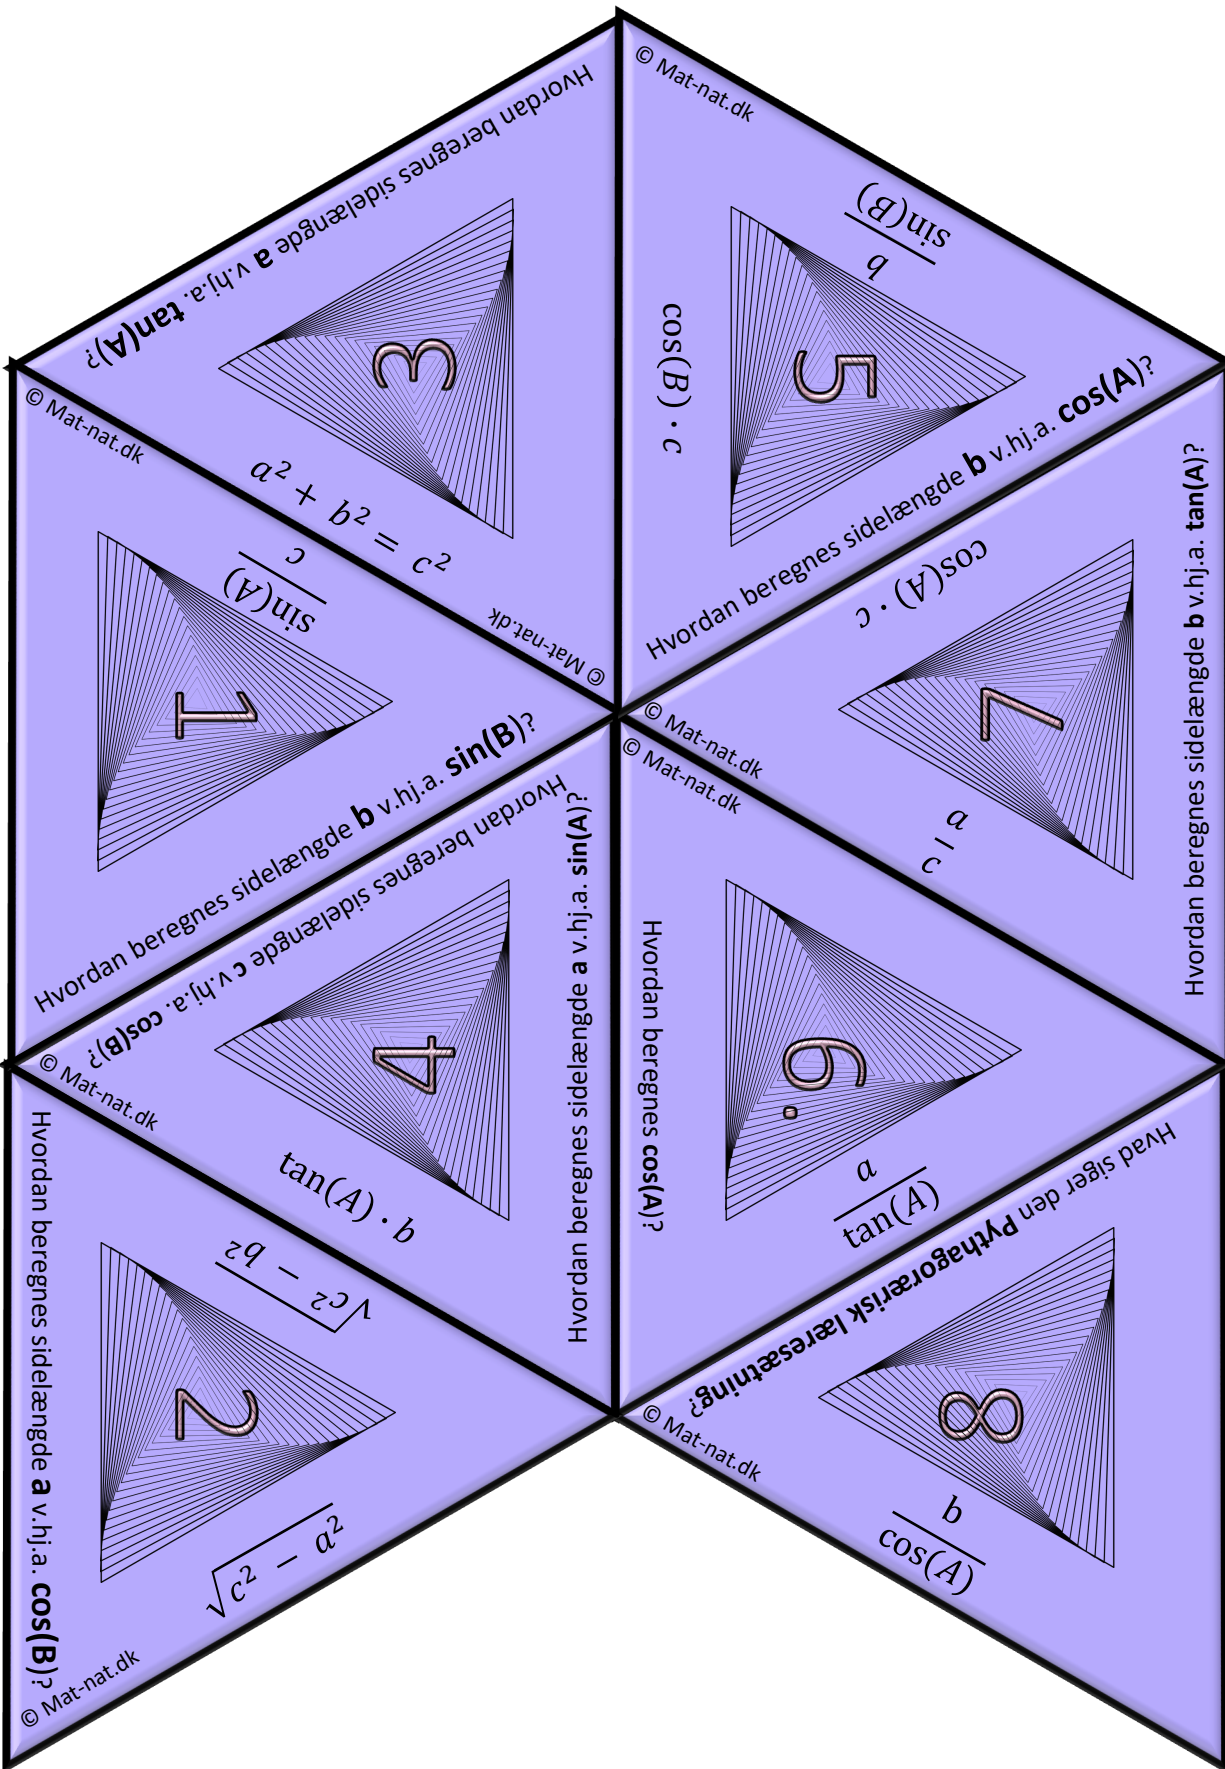 © Mat-nat.dk
Hvordan beregnes sidelængde a v.hj.a. tan(A)?
3
a² + b² = c²
© Mat-nat.dk
b
sin(B)
5
cos(B) · c
Hvordan beregnes sidelængde b v.hj.a. cos(A)?
© Mat-nat.dk
c
sin(A)
1
Hvordan beregnes sidelængde b v.hj.a. sin(B)?
cos(A) · c
7
Hvordan beregnes sidelængde b v.hj.a. tan(A)?
a
c
© Mat-nat.dk
© Mat-nat.dk
Hvordan beregnes sidelængde c v.hj.a. cos(B)?
4
Hvordan beregnes sidelængde a v.hj.a. sin(A)?
tan(A) · b
© Mat-nat.dk
Hvordan beregnes cos(A)?
6.
a
tan(A)
Hvordan beregnes sidelængde a v.hj.a. cos(B)?
√c² − b²
2
√c² − a²
© Mat-nat.dk
Hvad siger den Pythagoræisk læresætning?
8
© Mat-nat.dk
b
cos(A)